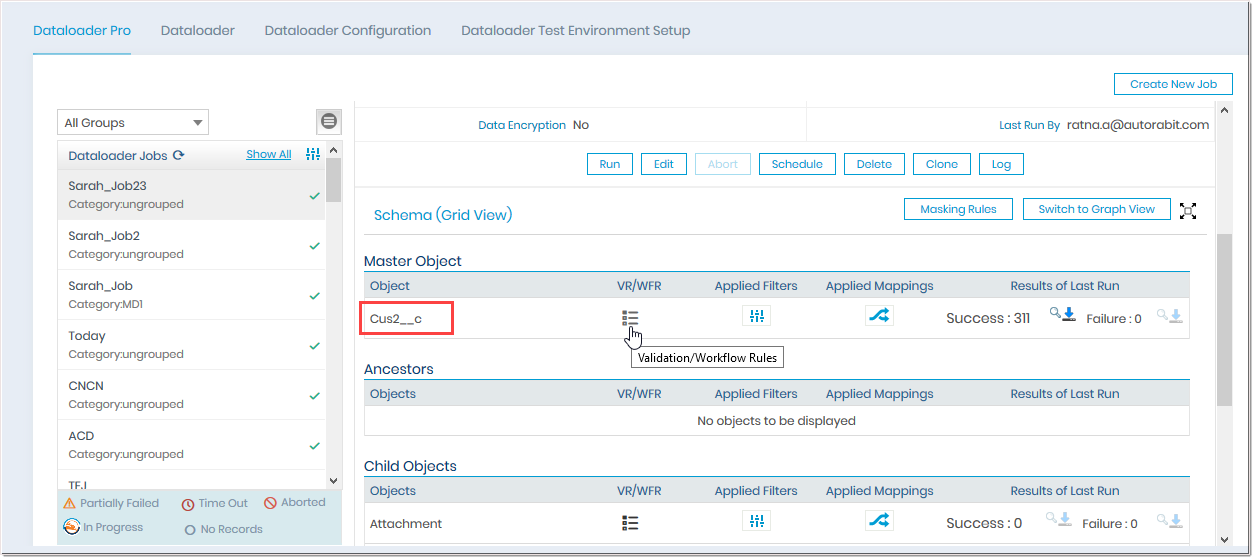 Dataloader Pro Dataloader Dataloader Configuration Dataloader Test Environment Setup
Create New Job
All Groups
Dataloader Jobs Show All
Sarah_Job23
Category:ungrouped
Sarah_Job2
Category:ungrouped
Sarah_Job
Category:MD1
Today
Category:ungrouped
CNCN
Category:ungrouped
ACD
Category:ungrouped
TFJ
Partially Failed Time Out Aborted
In Progress No Records
Data Encryption No Last Run By ratna.a@autorabit.com
Run Edit Abort Schedule Delete Clone Log
Schema (Grid View) Masking Rules Switch to Graph View
Master Object
Object VR/WFR Applied Filters Applied Mappings Results of Last Run
Cus2__c Success : 311 Failure : 0
Validation/Workflow Rules
Ancestors
Objects VR/WFR Applied Filters Applied Mappings Results of Last Run
No objects to be displayed
Child Objects
Objects VR/WFR Applied Filters Applied Mappings Results of Last Run
Attachment Success : 0 Failure : 0